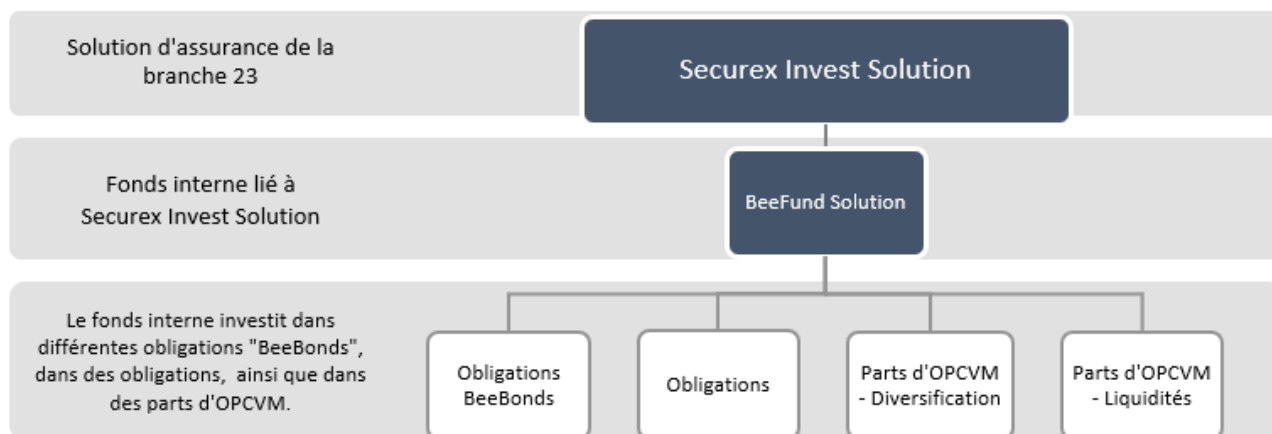 Solution d'assurance de la
branche 23
Securex Invest Solution
Fonds interne lié à
Securex Invest Solution
BeeFund Solution
Le fonds interne investit dans
différentes obligations "BeeBonds",
dans des obligations, ainsi que dans
des parts d'OPCVM.
Obligations
BeeBonds
Obligations
Parts d'OPCVM
- Diversification
Parts d'OPCVM
- Liquidités